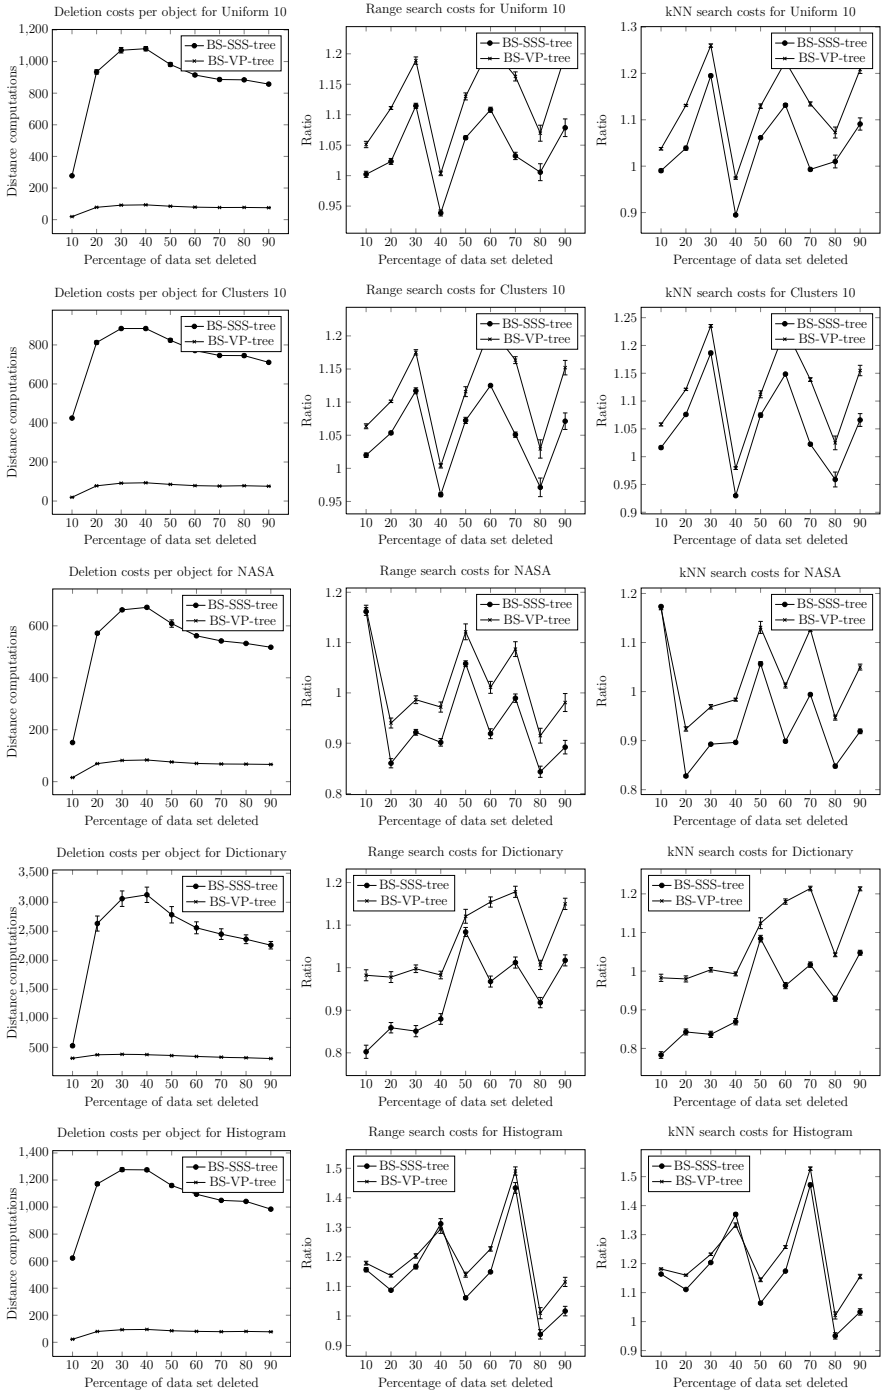 Deletion costs per object for Uniform 10
Distance computations
1,200
1,000
800
600
400
200
0
BS-SSS-tree
BS-VP-tree
10 20 30 40 50 60 70 80 90
Percentage of data set deleted
Range search costs for Uniform 10
Ratio
1.2
1.15
1.1
1.05
1
0.95
BS-SSS-tree
BS-VP-tree
10 20 30 40 50 60 70 80 90
Percentage of data set deleted
kNN search costs for Uniform 10
Ratio
1.3
1.2
1.1
1
0.9
BS-SSS-tree
BS-VP-tree
10 20 30 40 50 60 70 80 90
Percentage of data set deleted
Deletion costs per object for Clusters 10
Distance computations
800
600
400
200
0
BS-SSS-tree
BS-VP-tree
10 20 30 40 50 60 70 80 90
Percentage of data set deleted
Range search costs for Clusters 10
Ratio
1.2
1.15
1.1
1.05
1
0.95
BS-SSS-tree
BS-VP-tree
10 20 30 40 50 60 70 80 90
Percentage of data set deleted
kNN search costs for Clusters 10
Ratio
1.25
1.2
1.15
1.1
1.05
1
0.95
0.9
BS-SSS-tree
BS-VP-tree
10 20 30 40 50 60 70 80 90
Percentage of data set deleted
Deletion costs per object for NASA
Distance computations
600
400
200
0
BS-SSS-tree
BS-VP-tree
10 20 30 40 50 60 70 80 90
Percentage of data set deleted
Range search costs for NASA
Ratio
1.2
1.1
1
0.9
0.8
BS-SSS-tree
BS-VP-tree
10 20 30 40 50 60 70 80 90
Percentage of data set deleted
kNN search costs for NASA
Ratio
1.2
1.1
1
0.9
0.8
BS-SSS-tree
BS-VP-tree
10 20 30 40 50 60 70 80 90
Percentage of data set deleted
Deletion costs per object for Dictionary
Distance computations
3,500
3,000
2,500
2,000
1,500
1,000
500
BS-SSS-tree
BS-VP-tree
10 20 30 40 50 60 70 80 90
Percentage of data set deleted
Range search costs for Dictionary
Ratio
1.2
1.1
1
0.9
0.8
BS-SSS-tree
BS-VP-tree
10 20 30 40 50 60 70 80 90
Percentage of data set deleted
kNN search costs for Dictionary
Ratio
1.2
1.1
1
0.9
0.8
BS-SSS-tree
BS-VP-tree
10 20 30 40 50 60 70 80 90
Percentage of data set deleted
Deletion costs per object for Histogram
Distance computations
1,400
1,200
1,000
800
600
400
200
0
BS-SSS-tree
BS-VP-tree
10 20 30 40 50 60 70 80 90
Percentage of data set deleted
Range search costs for Histogram
Ratio
1.5
1.4
1.3
1.2
1.1
1
0.9
BS-SSS-tree
BS-VP-tree
10 20 30 40 50 60 70 80 90
Percentage of data set deleted
kNN search costs for Histogram
Ratio
1.5
1.4
1.3
1.2
1.1
1
0.9
BS-SSS-tree
BS-VP-tree
10 20 30 40 50 60 70 80 90
Percentage of data set deleted